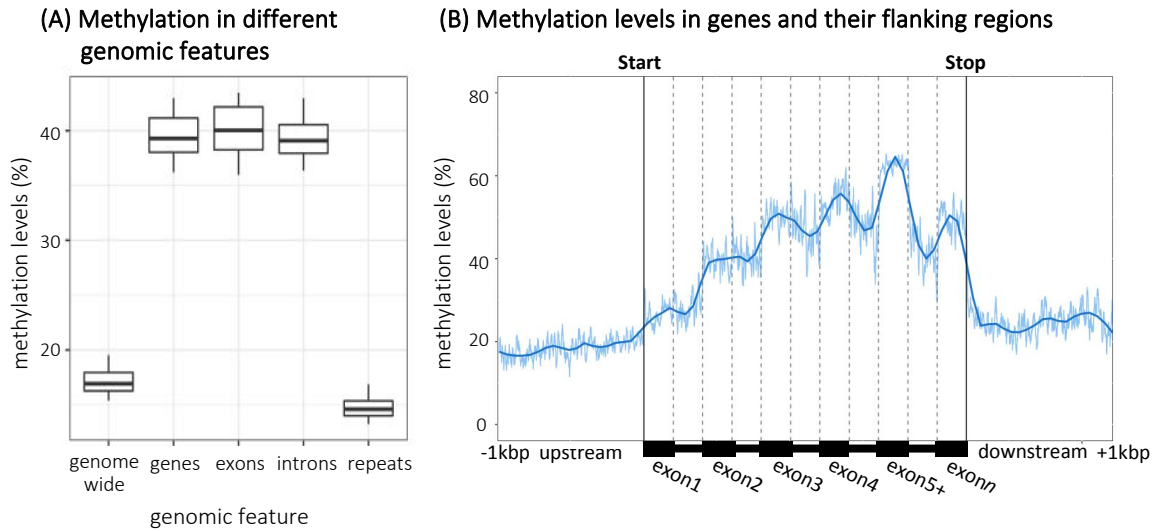 (A) Methylation in different
genomic features
methylation levels (%)
40
30
20
genome
wide
genes
exons
introns
repeats
genomic feature
(B) Methylation levels in genes and their flanking regions
Start
Stop
methylation levels (%)
80
60
40
20
0
-1kbp upstream
exon1
exon2
exon3
exon4
exon5+
exonn
downstream +1kbp